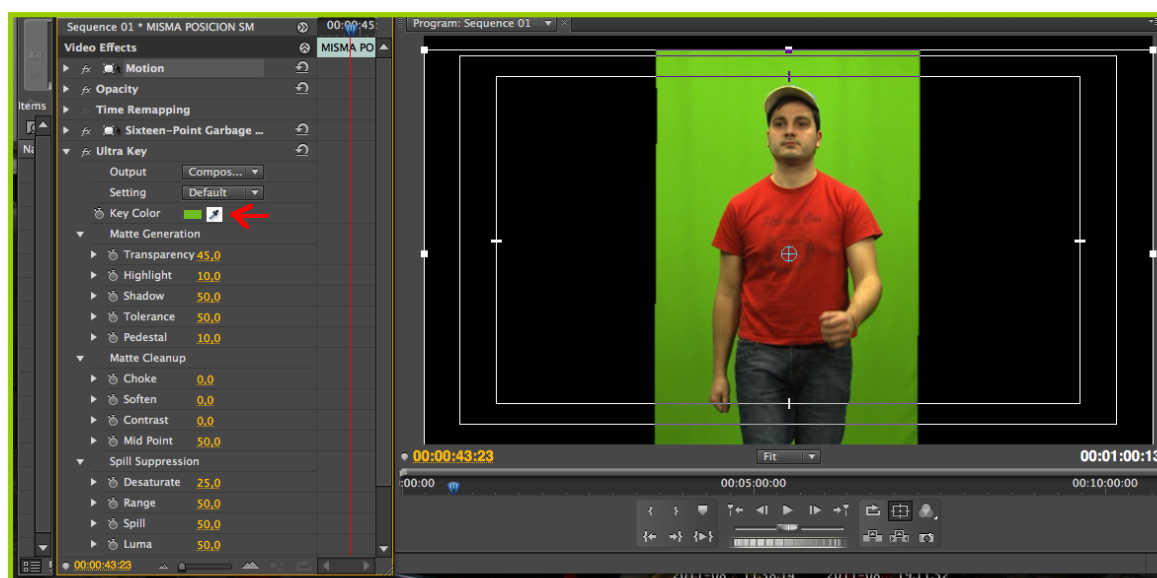 Sequence 01 * MISMA POSICION SM
00:00:45:
Video Effects
MISMA PO
fx Motion
fx Opacity
Time Remapping
fx Sixteen-Point Garbage ...
fx Ultra Key
Output Compos...
Setting Default
Key Color
Matte Generation
Transparency 45,0
Highlight 10,0
Shadow 50,0
Tolerance 50,0
Pedestal 10,0
Matte Cleanup
Choke 0,0
Soften 0,0
Contrast 0,0
Mid Point 50,0
Spill Suppression
Desaturate 25,0
Range 50,0
Spill 50,0
Luma 50,0
00:00:43:23
Items
Na
Program: Sequence 01
00:00:43:23
Fit
00:01:00:13
:00:00 00:05:00:00 00:10:00:00